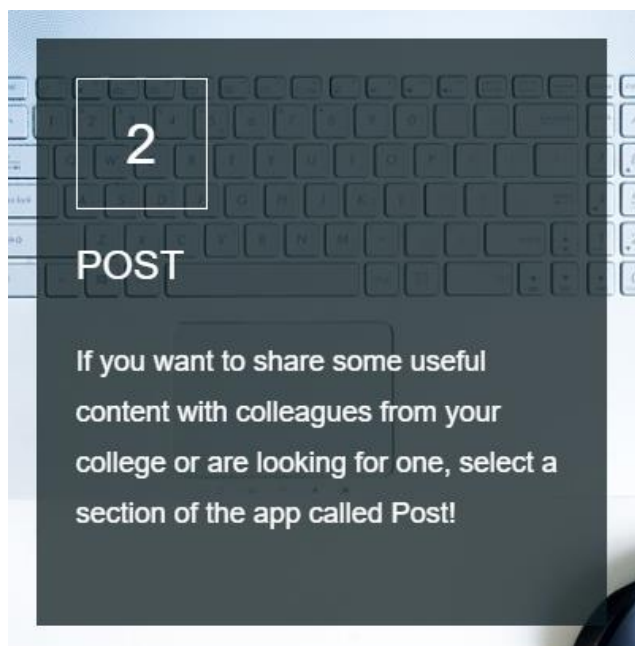 2
POST
If you want to share some useful
content with colleagues from your
college or are looking for one, select a
section of the app called Post!